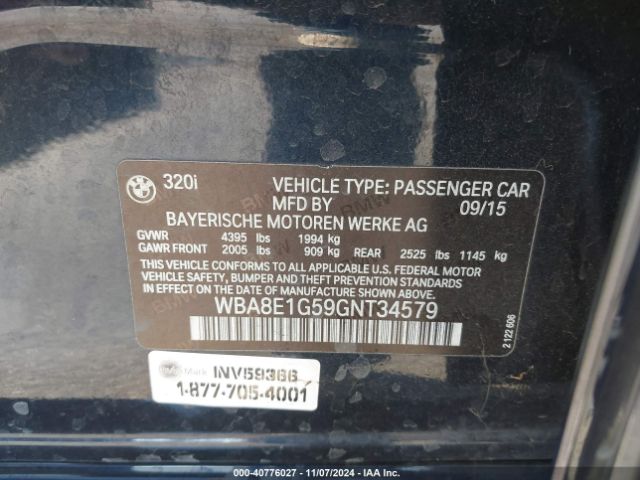 320i VEHICLE TYPE: PASSENGER CAR
MFD BY 09/15
BAYERISCHE MOTOREN WERKE AG
GVWR 4395 lbs 1994 kg
GAWR FRONT 2005 lbs 909 kg REAR 2525 lbs 1145 kg
THIS VEHICLE CONFORMS TO ALL APPLICABLE U.S. FEDERAL MOTOR
VEHICLE SAFETY, BUMPER AND THEFT PREVENTION STANDARDS
IN EFFECT ON THE DATE OF MANUFACTURE SHOWN ABOVE.
WBA8E1G59GNT34579
2 122 606
INV59366
1-877-705-4001
000-40776027 - 11/07/2024 - IAA Inc.